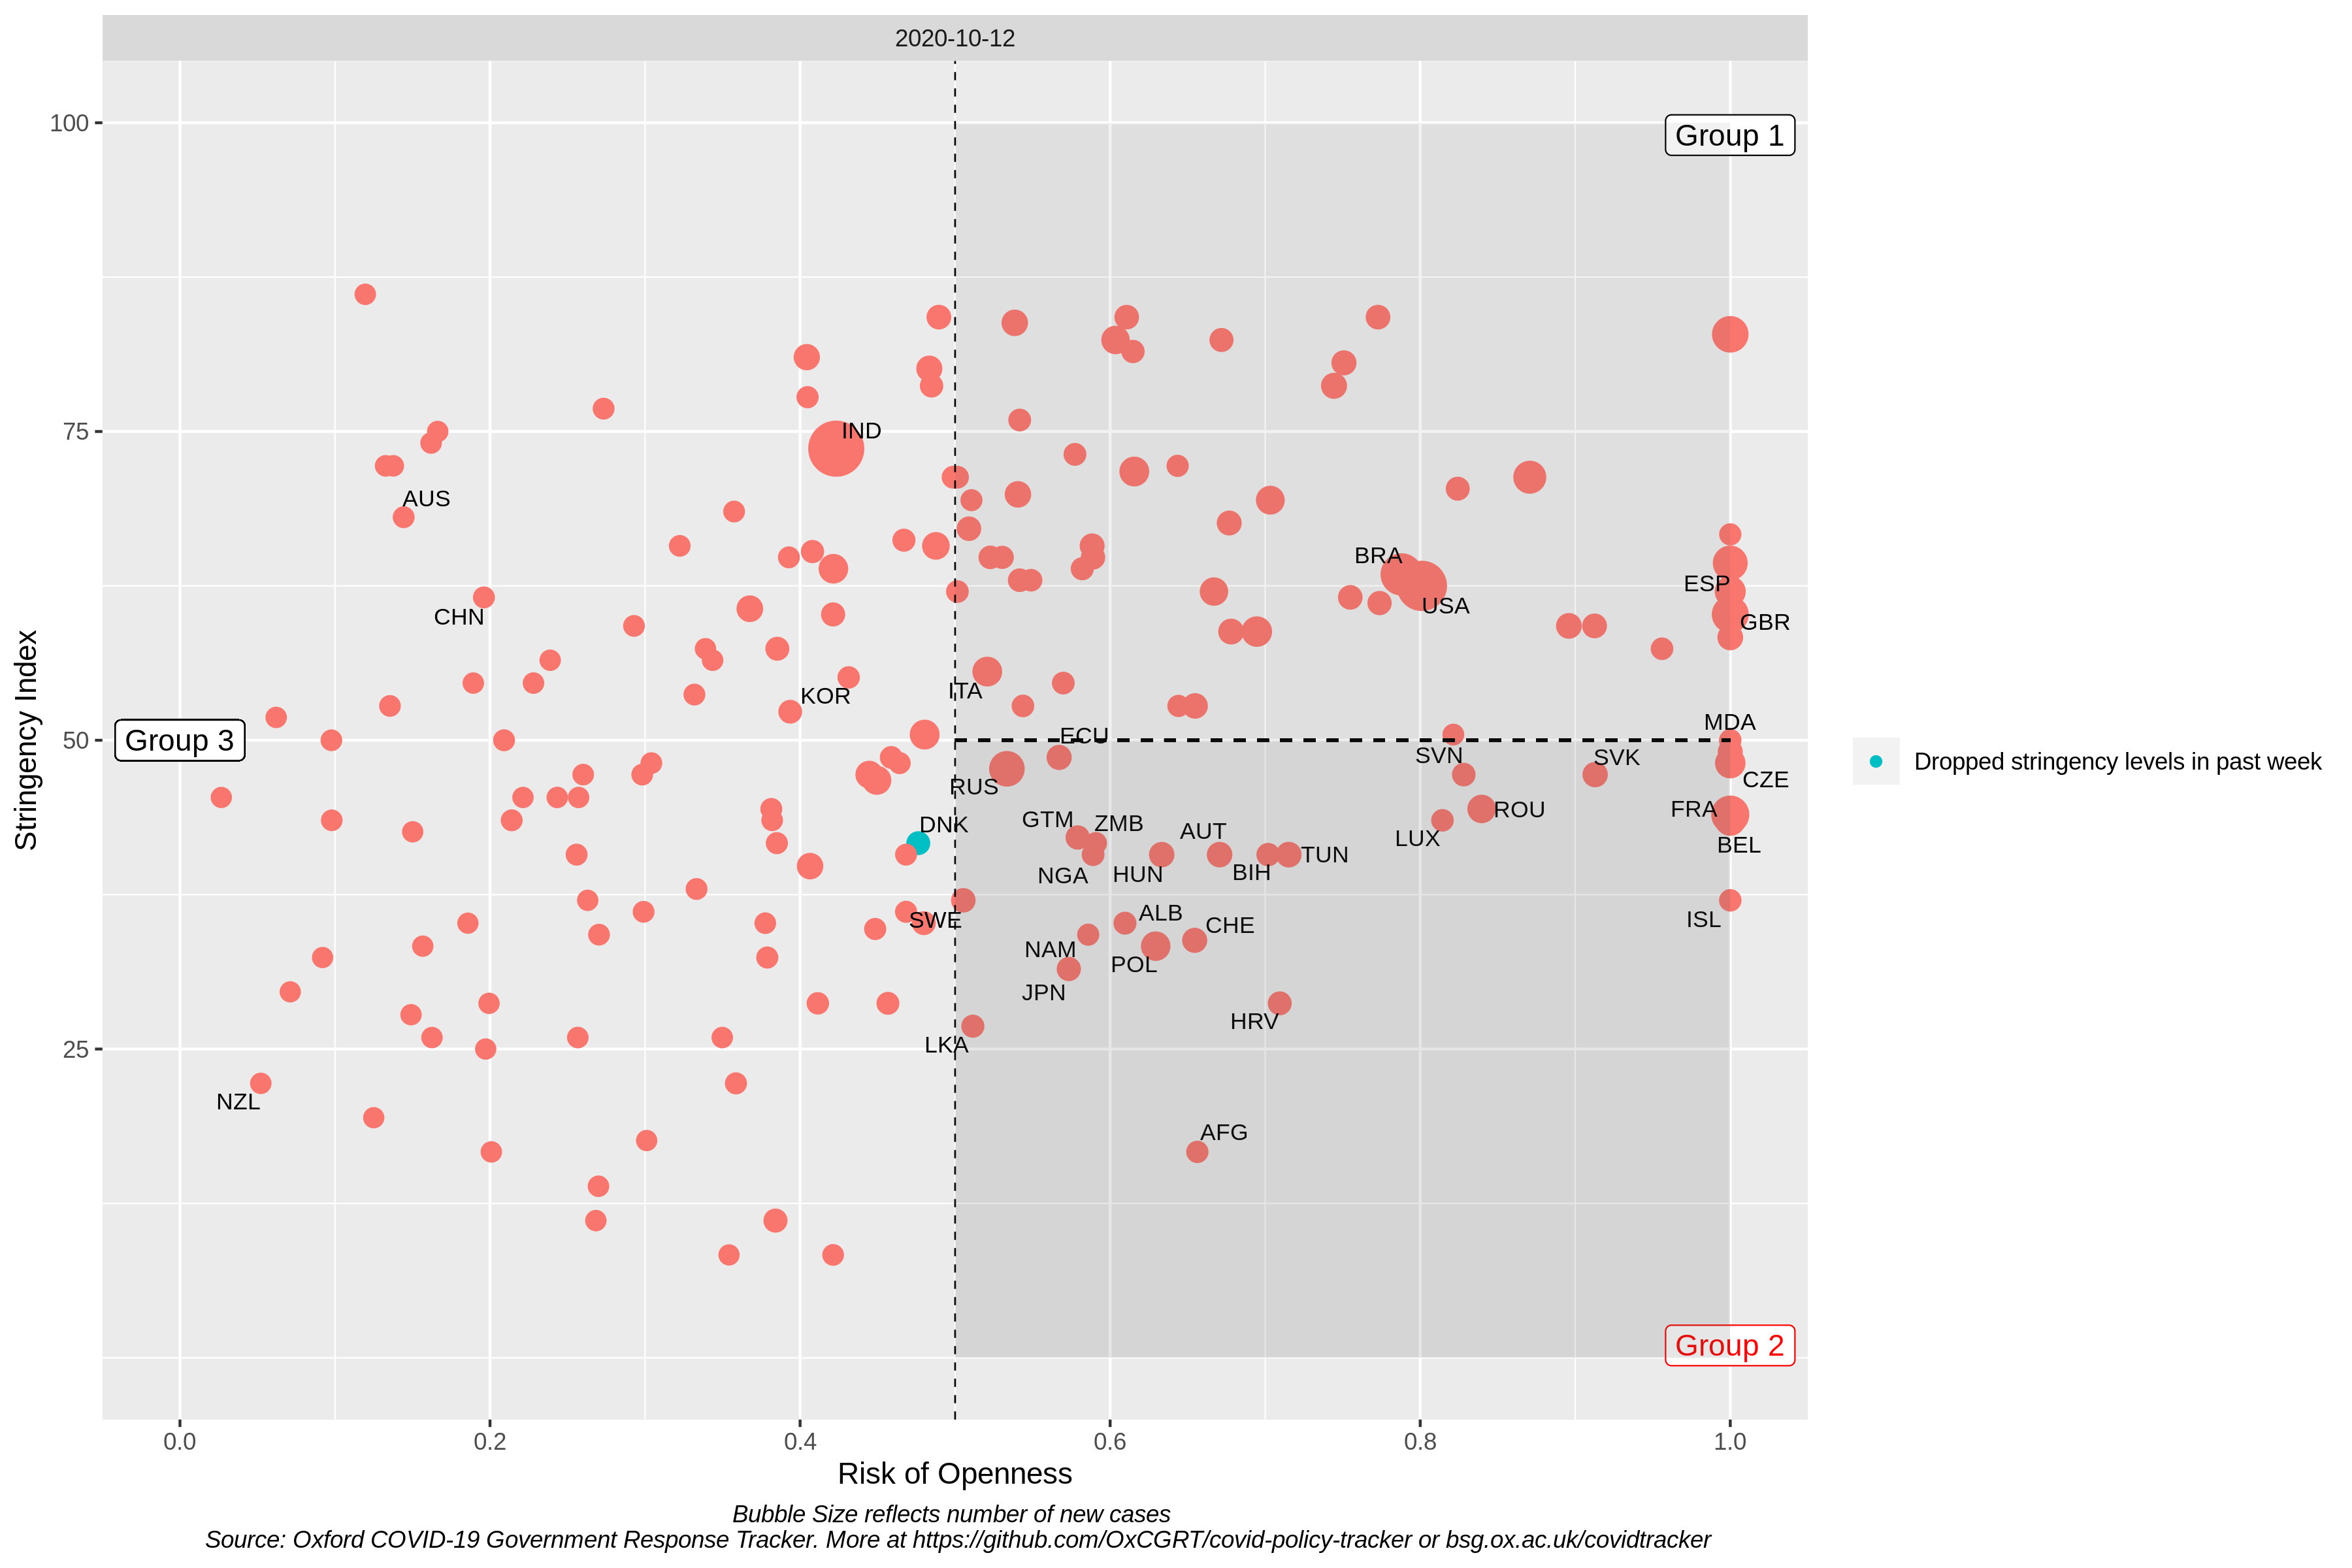 2020-10-12
100
Group 1
75
IND
AUS
BRA
ESP
CHN
USA
GBR
KOR
ITA
MDA
ECU
50
Group 3
SVN
SVK
Dropped stringency levels in past week
RUS
CZE
FRA
ROU
GTM
ZMB
DNK
AUT
LUX
BEL
TUN
NGA
HUN
BIH
ALB
SWE
ISL
CHE
NAM
POL
JPN
HRV
25
LKA
NZL
AFG
Group 2
0.0
0.2
0.4
0.6
0.8
1.0
Stringency Index
Risk of Openness
Bubble Size reflects number of new cases
Source: Oxford COVID-19 Government Response Tracker. More at https://github.com/OxCGRT/covid-policy-tracker or bsg.ox.ac.uk/covidtracker